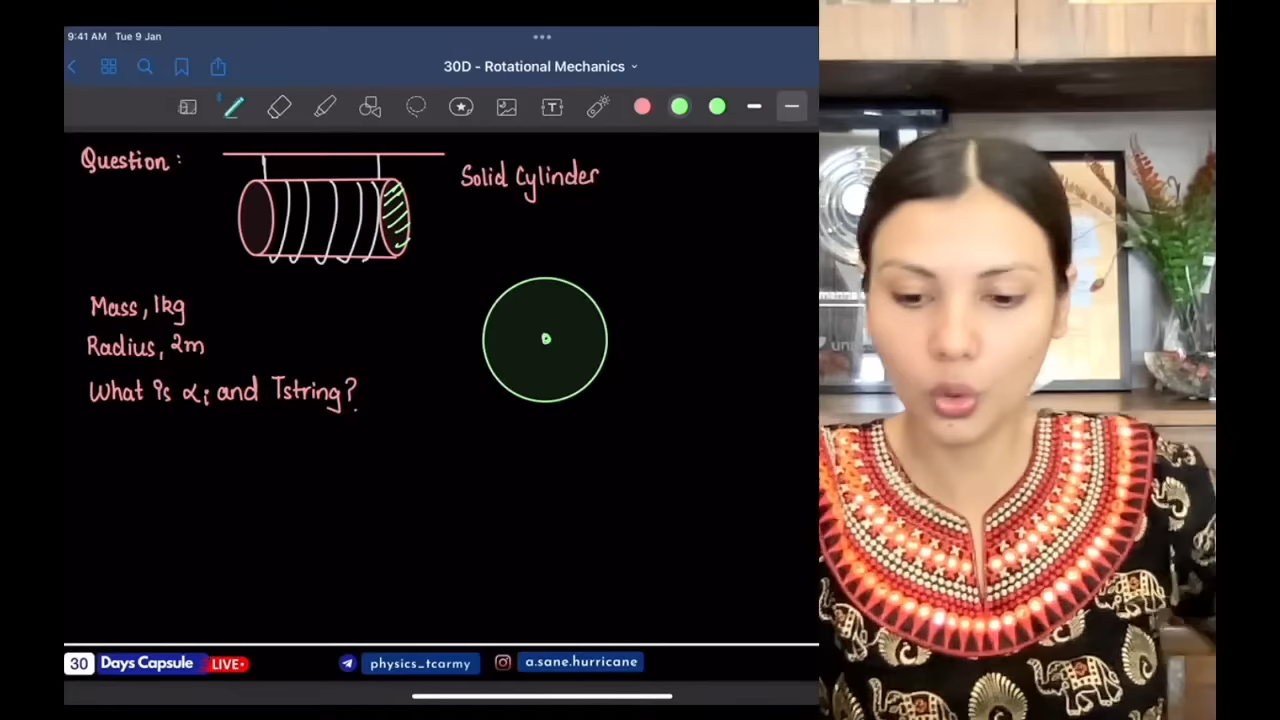 9:41 AM Tue 9 Jan
30D - Rotational Mechanics
Question :
Solid Cylinder
Mass, 1kg
Radius, 2m
What is α; and Tstring?
30 Days Capsule LIVE
physics_tcarmy
a.sane.hurricane